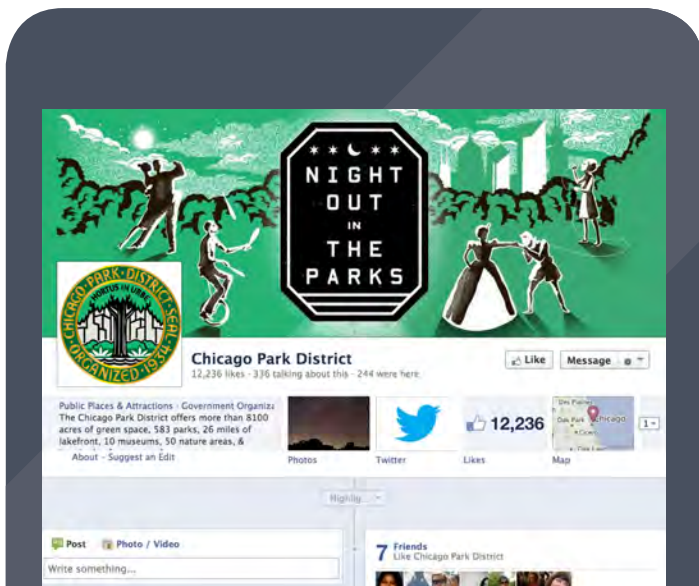 NIGHT
OUT
IN
THE
PARKS
CHICAGO·PARK·DISTRICT·SEAL
HORTUS IN URBE
ORGANIZED·1934
Chicago Park District
12,236 likes · 336 talking about this · 244 were here
Like
Message
Public Places & Attractions · Government Organiza
The Chicago Park District offers more than 8100
acres of green space, 583 parks, 26 miles of
lakefront, 10 museums, 50 nature areas, &
About – Suggest an Edit
Photos
Twitter
12,236
Likes
Chicago
Map
1
Highlig
Post
Photo / Video
Write something...
7 Friends
Like Chicago Park District